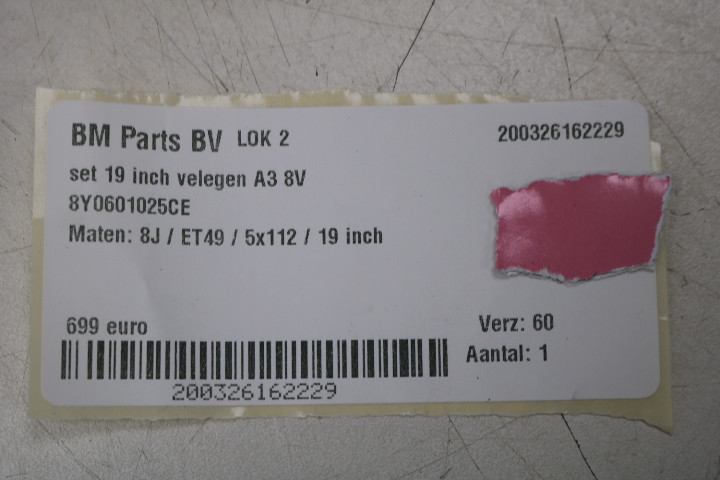 BM Parts BV LOK 2 200326162229
set 19 inch velegen A3 8V
8Y0601025CE
Maten: 8J / ET49 / 5x112 / 19 inch
699 euro Verz: 60
Aantal: 1
200326162229